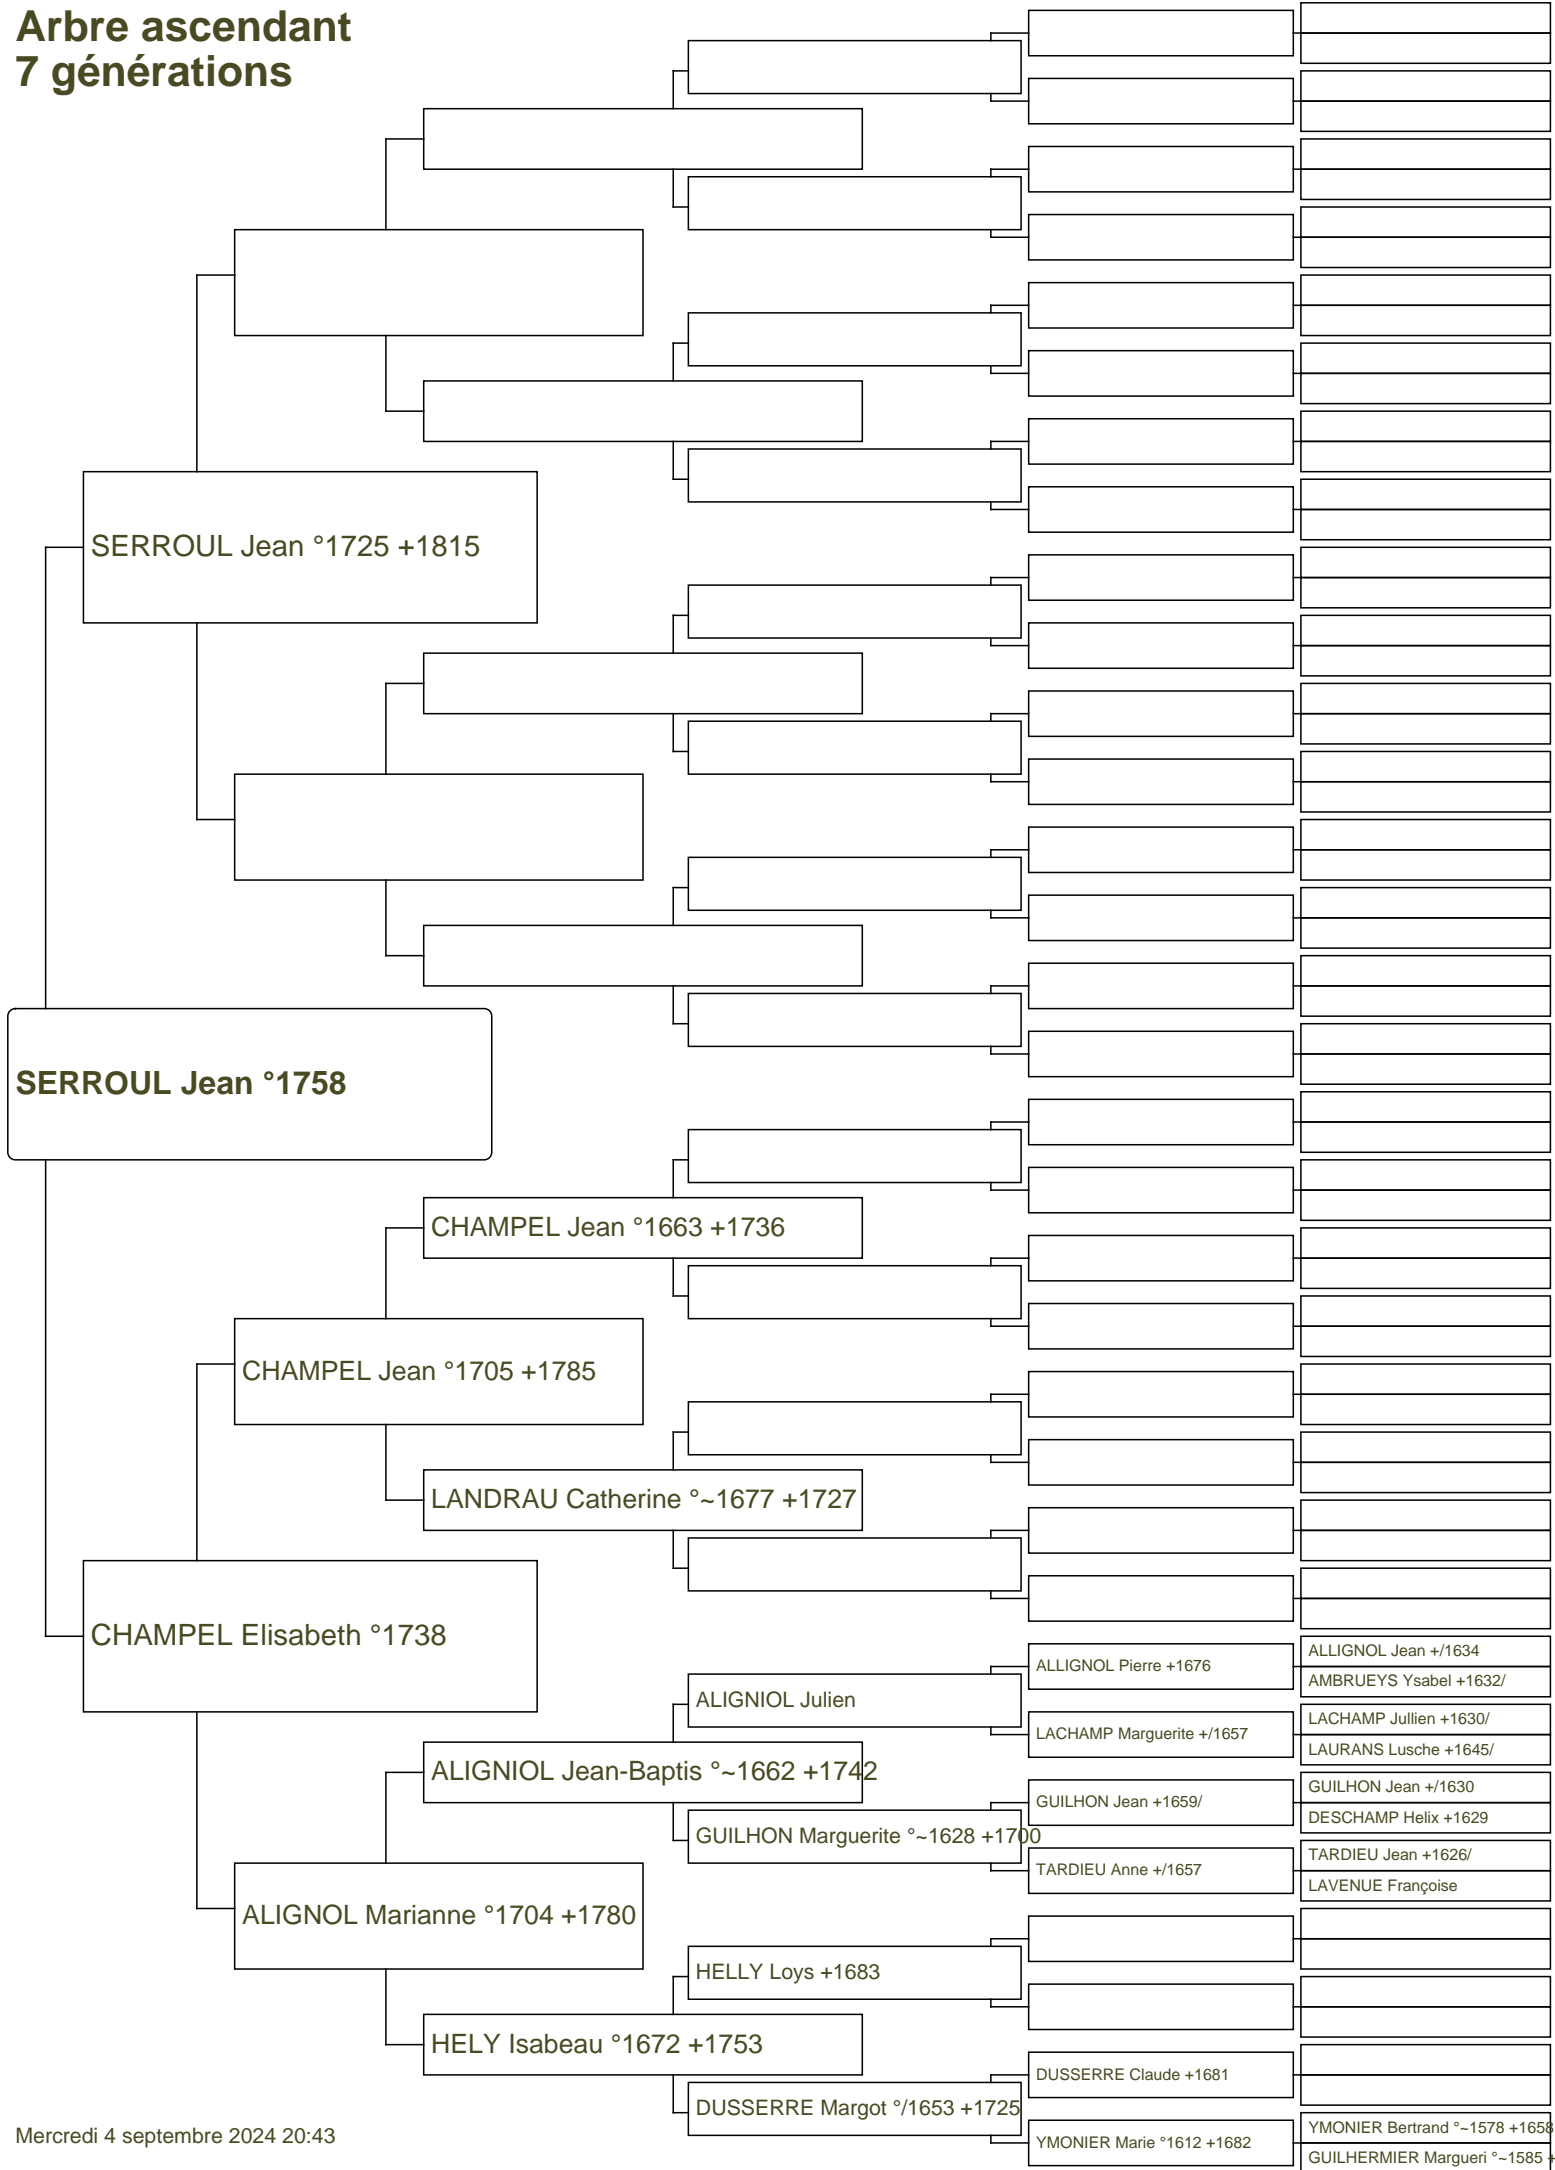 Arbre ascendant
7 générations
SERROUL Jean °1725 +1815
SERROUL Jean °1758
CHAMPEL Jean °1663 +1736
CHAMPEL Jean °1705 +1785
LANDRAU Catherine °~1677 +1727
CHAMPEL Elisabeth °1738
ALLIGNOL Jean +/1634
ALLIGNOL Pierre +1676
AMBRUEYS Ysabel +1632/
ALIGNIOL Julien
LACHAMP Jullien +1630/
LACHAMP Marguerite +/1657
LAURANS Lusche +1645/
ALIGNIOL Jean-Baptis °~1662 +1742
GUILHON Jean +/1630
GUILHON Jean +1659/
DESCHAMP Helix +1629
GUILHON Marguerite °~1628 +1700
TARDIEU Jean +1626/
TARDIEU Anne +/1657
LAVENUE Françoise
ALIGNOL Marianne °1704 +1780
HELLY Loys +1683
HELY Isabeau °1672 +1753
DUSSERRE Claude +1681
DUSSERRE Margot °/1653 +1725
YMONIER Bertrand °~1578 +1658
YMONIER Marie °1612 +1682
GUILHERMIER Margueri °~1585 +
Mercredi 4 septembre 2024 20:43